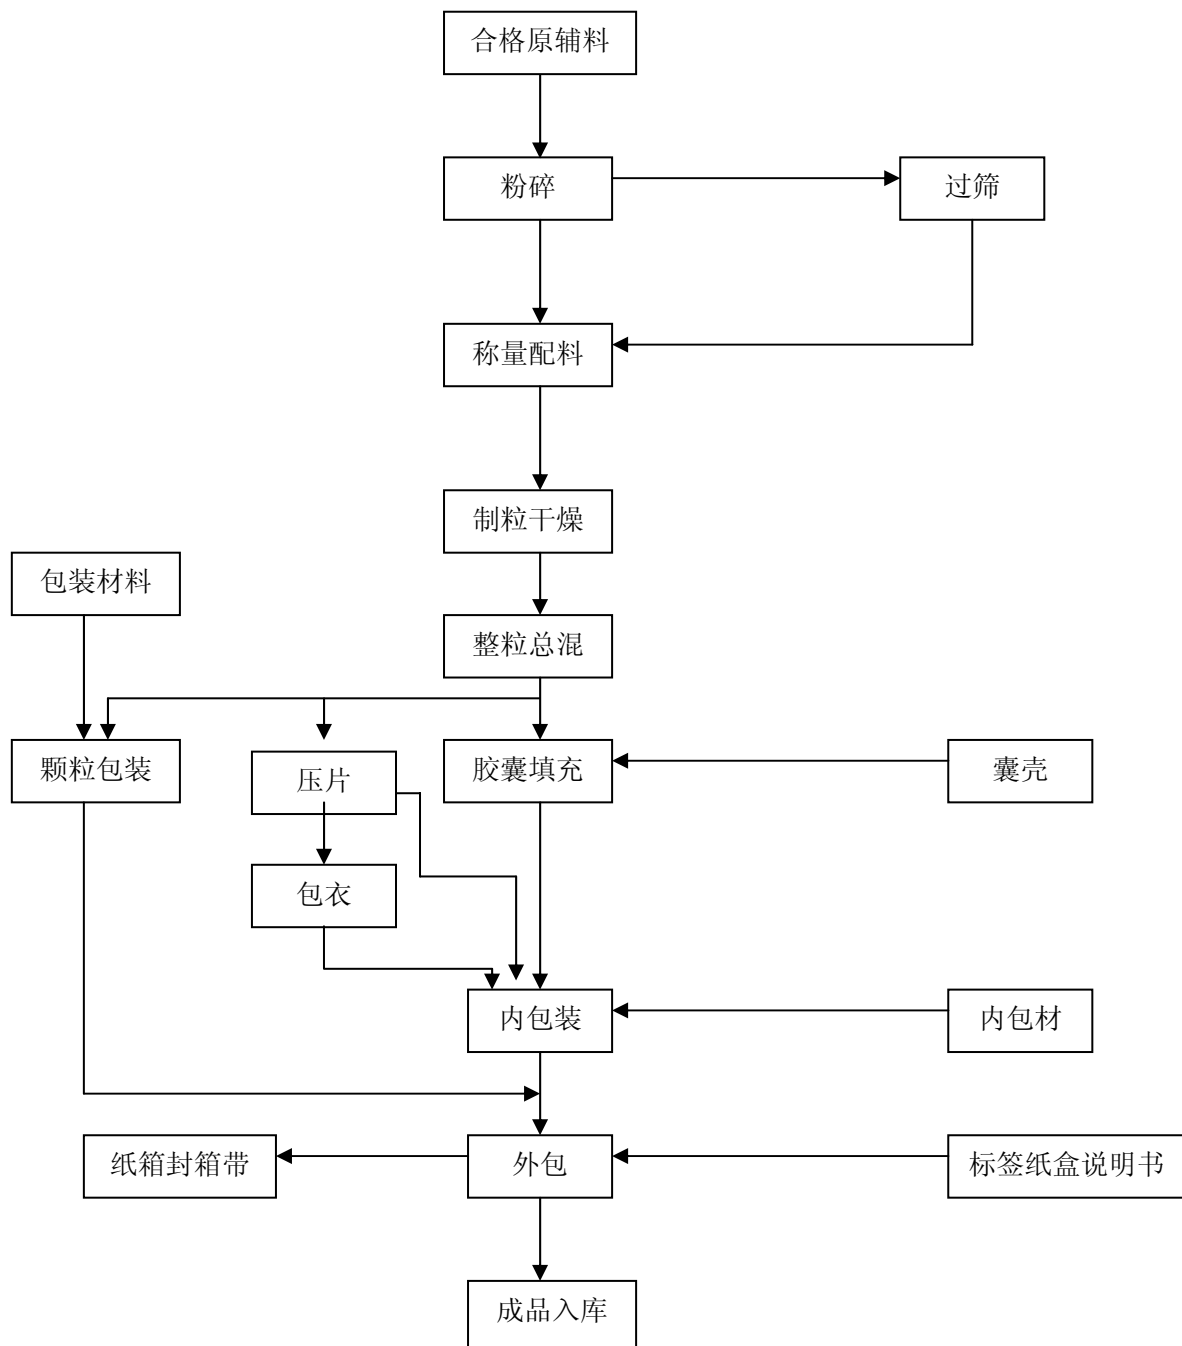 合格原辅料
粉碎
过筛
称量配料
制粒干燥
包装材料
整粒总混
颗粒包装
压片
胶囊填充
囊壳
包衣
内包装
内包材
纸箱封箱带
外包
标签纸盒说明书
成品入库